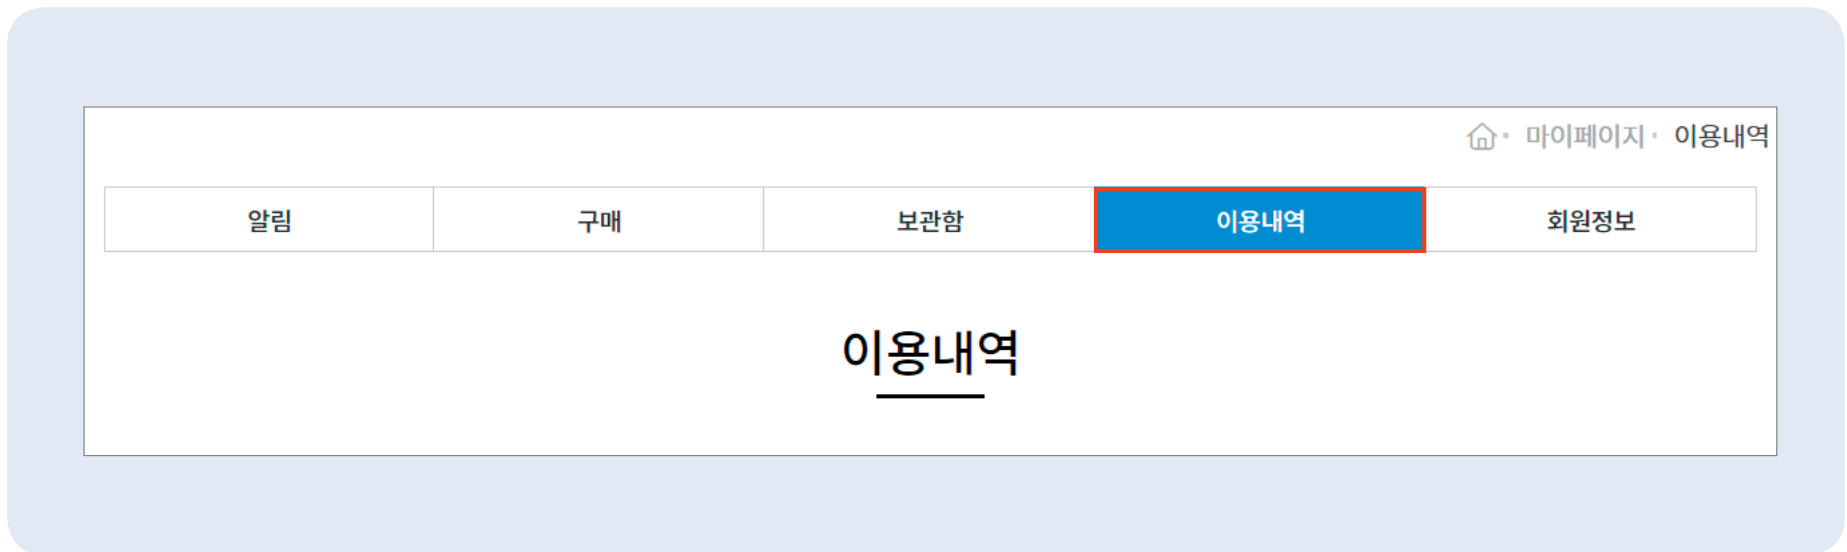 마이페이지 · 이용내역
알림 구매 보관함 이용내역 회원정보
이용내역